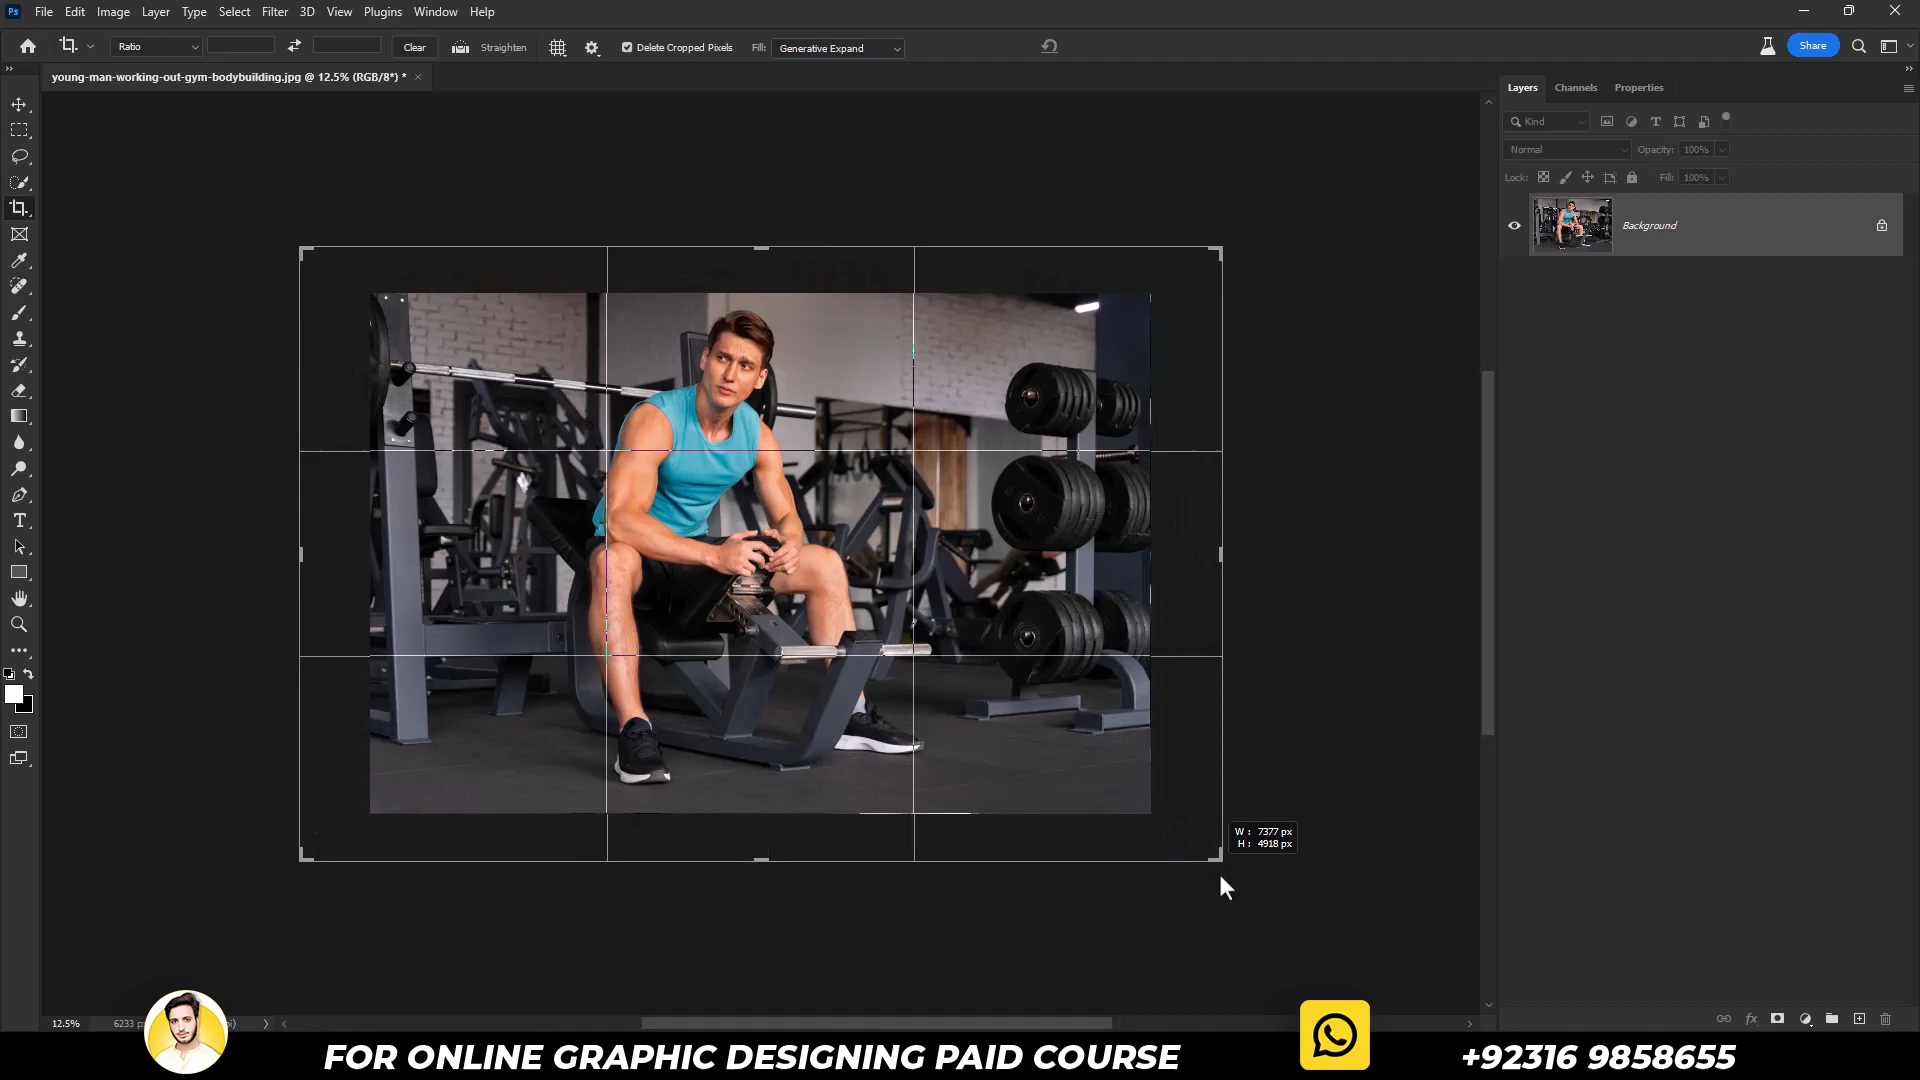 Ps File Edit Image Layer Type Select Filter 3D View Plugins Window Help
Ratio Clear Straighten Delete Cropped Pixels Fill: Generative Expand Share
young-man-working-out-gym-bodybuilding.jpg @ 12.5% (RGB/8*) * ×
Layers Channels Properties
Kind
Normal Opacity: 100%
Lock: Fill: 100%
Background
W : 7377 px
H : 4918 px
12.5% 6233 p
FOR ONLINE GRAPHIC DESIGNING PAID COURSE +92316 9858655